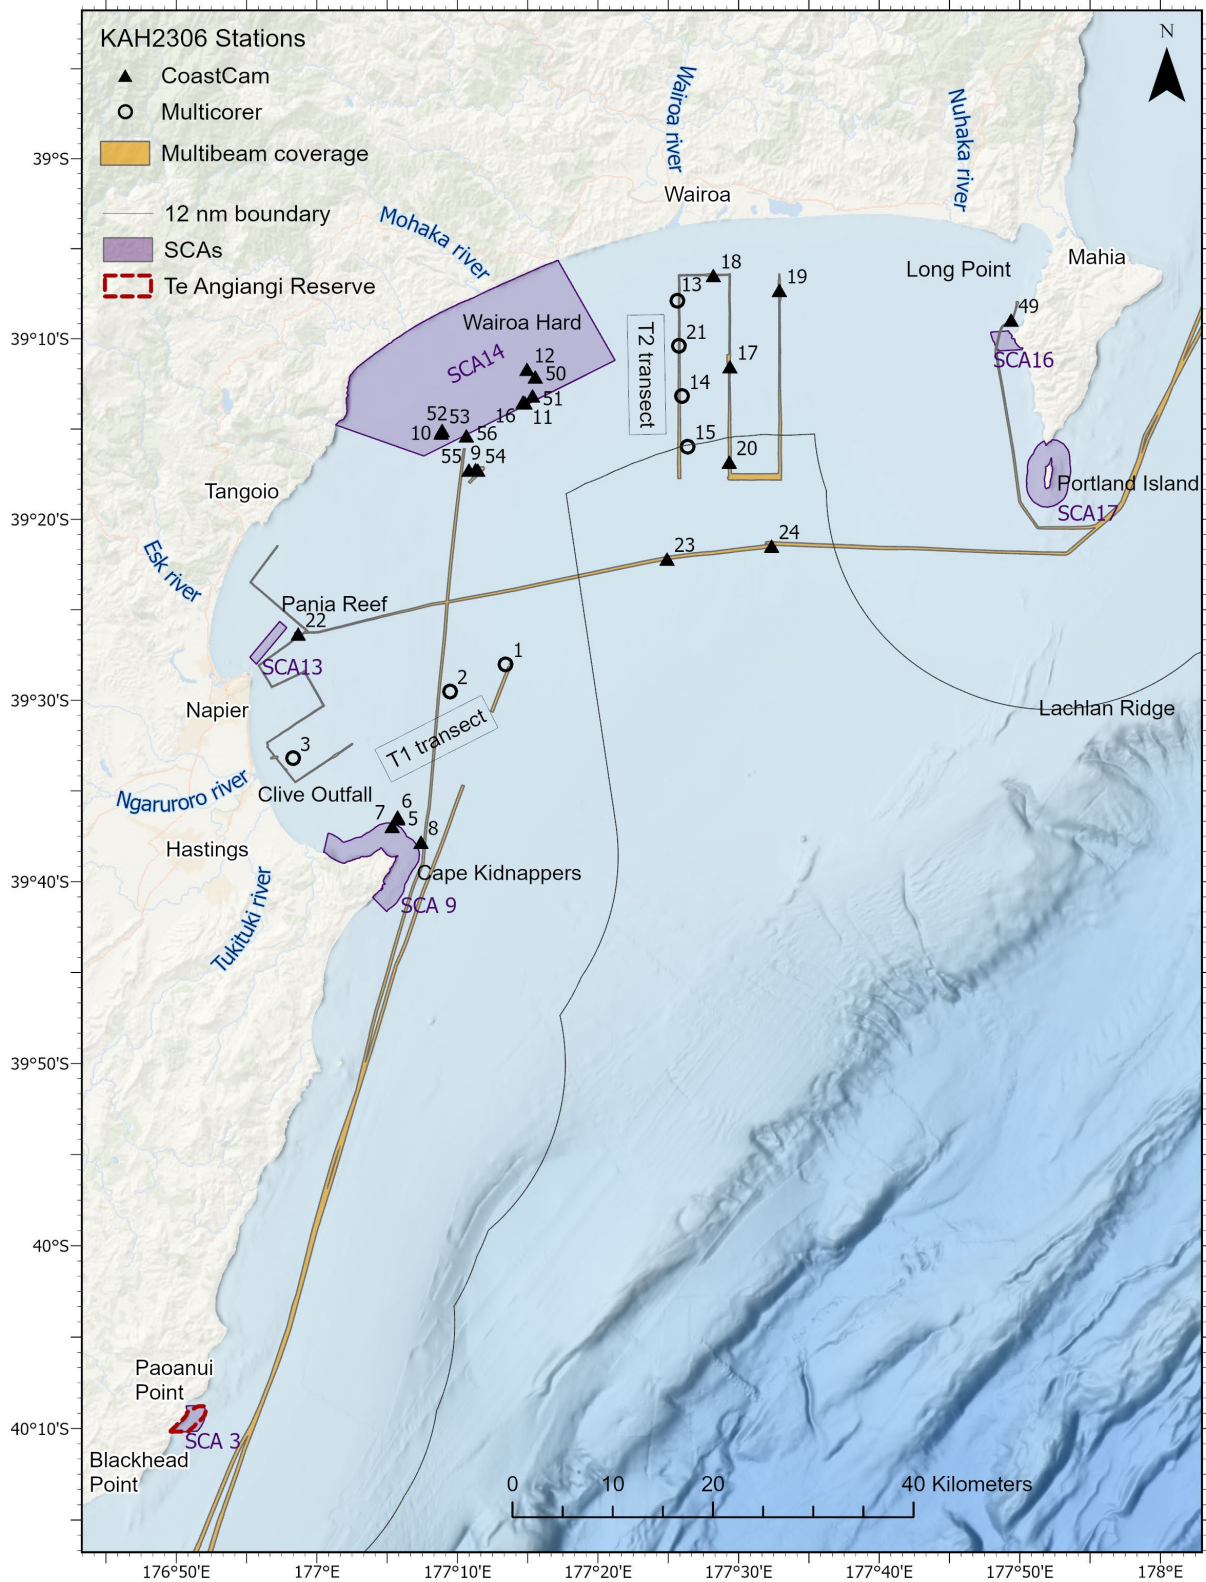 KAH2306 Stations
CoastCam
Multicorer
Multibeam coverage
12 nm boundary
SCAs
Te Angiangi Reserve
N
Wairoa river
Nuhaka river
Mohaka river
Wairoa
Mahia
Long Point
39°S
39°10'S
39°20'S
39°30'S
39°40'S
39°50'S
40°S
40°10'S
18
19
13
49
21
17
14
15
20
T2 transect
Wairoa Hard
SCA14
12
50
51
16
11
52
53
10
56
55
9
54
SCA16
Portland Island
SCA17
Tangoio
Esk river
23
24
Pania Reef
22
SCA13
1
2
T1 transect
Napier
3
Lachlan Ridge
Ngaruroro river
Clive Outfall
6
7
5
8
Hastings
Cape Kidnappers
SCA 9
Tukituki river
Paoanui
Point
SCA 3
Blackhead
Point
0
10
20
40 Kilometers
176°50'E
177°E
177°10'E
177°20'E
177°30'E
177°40'E
177°50'E
178°E